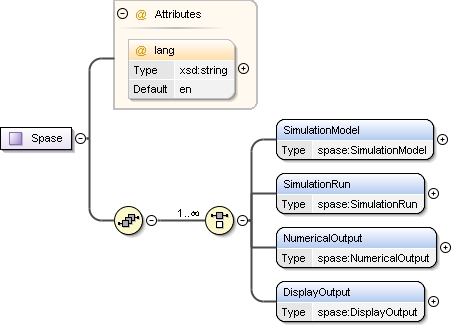 @ Attributes
@ lang
Type xsd:string
Default en
Spase
1..∞
SimulationModel
Type spase:SimulationModel
SimulationRun
Type spase:SimulationRun
NumericalOutput
Type spase:NumericalOutput
DisplayOutput
Type spase:DisplayOutput